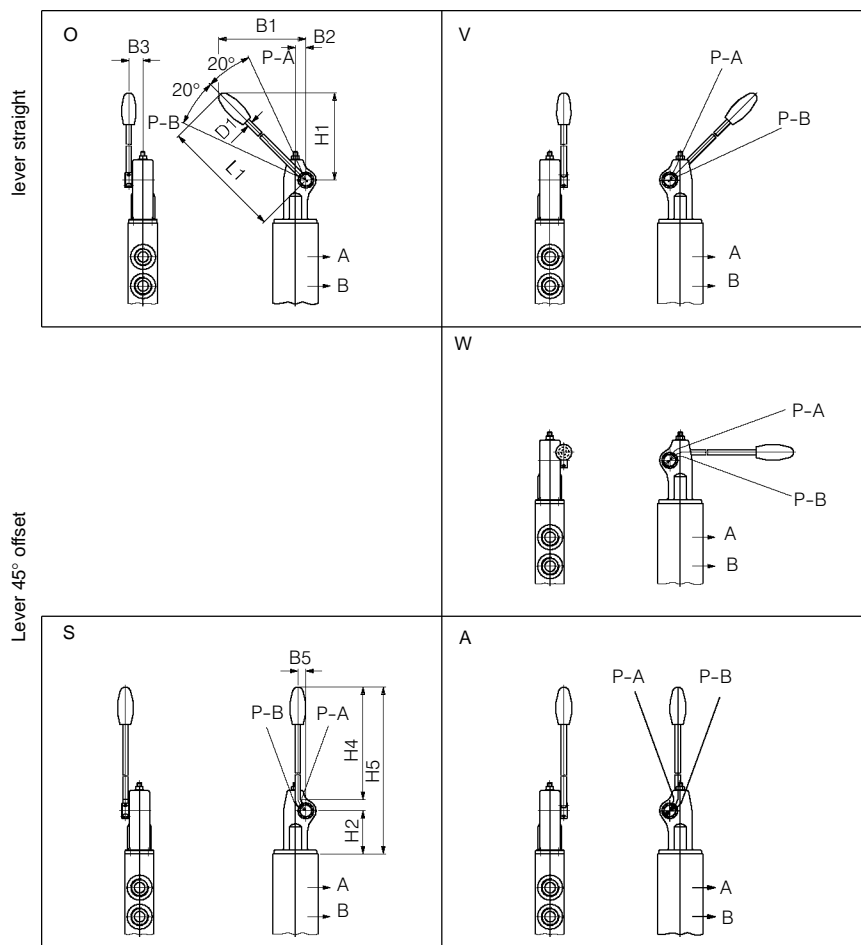 lever straight
O
B3
B1
B2
P-A
20°
20°
P-B
D1
L1
H1
A
B
V
P-A
P-B
A
B
Lever 45° offset
W
P-A
P-B
A
B
S
B5
P-B
P-A
H4
H5
H2
A
B
A
P-A
P-B
A
B